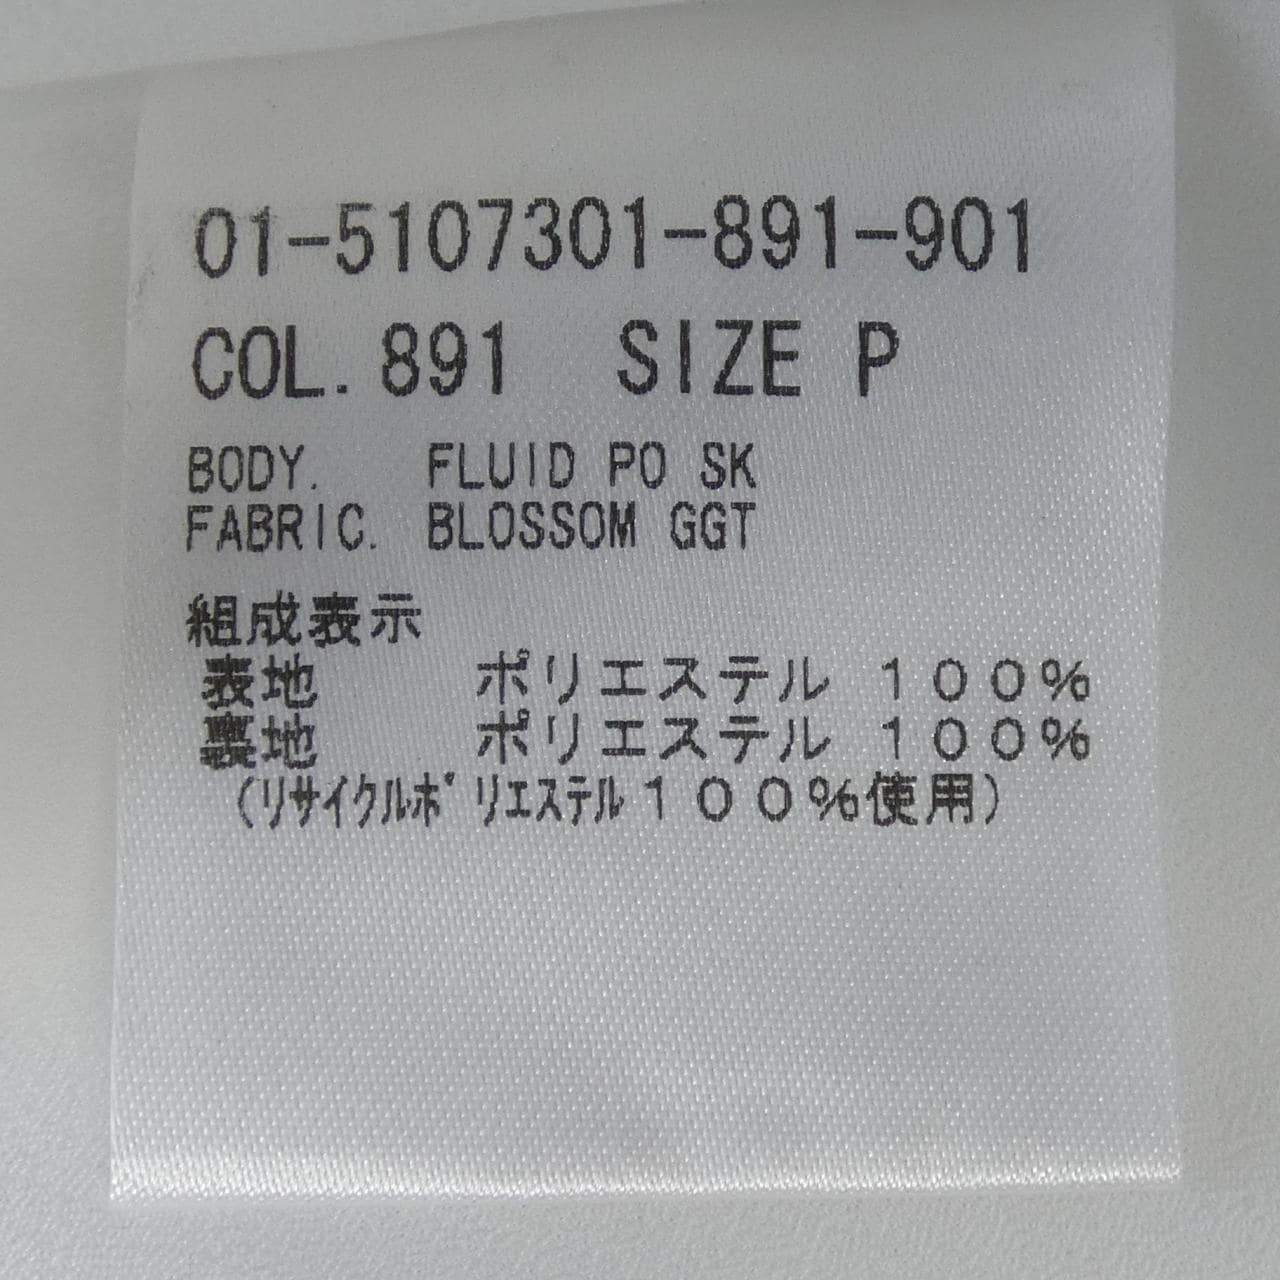 01-5107301-891-901
COL.891 SIZE P
BODY. FLUID PO SK
FABRIC. BLOSSOM GGT
組成表示
表地 ポリエステル 100%
裏地 ポリエステル 100%
(ﾘｻｲｸﾙﾎﾟﾘｴｽﾃﾙ100%使用)